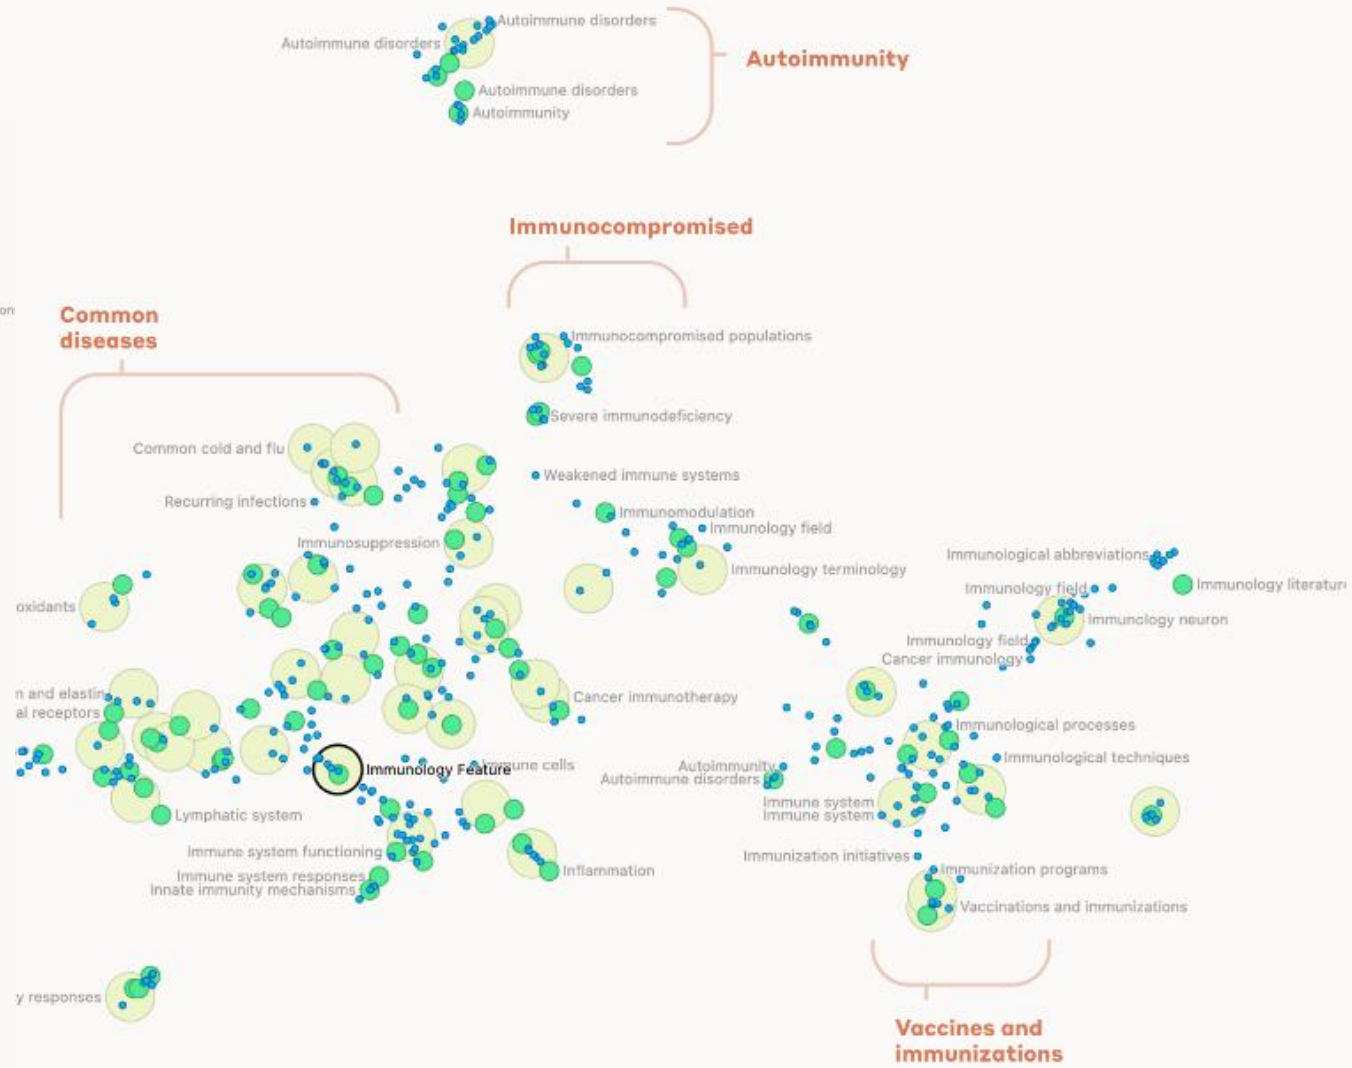 Autoimmune disorders
Autoimmune disorders
Autoimmunity
Autoimmune disorders
Autoimmunity
Immunocompromised
on
Common
diseases
Immunocompromised populations
Severe immunodeficiency
Common cold and flu
Weakened immune systems
Recurring infections
Immunomodulation
Immunology field
Immunosuppression
Immunological abbreviations
Immunology terminology
Immunology literatur
Immunology field
oxidants
Immunology neuron
Immunology field
Cancer immunology
n and elastin
Cancer immunotherapy
al receptors
Immunological processes
Immunological techniques
Immunology Feature
mune cells
Autoimmunity
Autoimmune disorders
Immune system
Lymphatic system
Immune system
Immune system functioning
Immunization initiatives
Inflammation
Immunization programs
Immune system responses
Innate immunity mechanisms
Vaccinations and immunizations
y responses
Vaccines and
immunizations